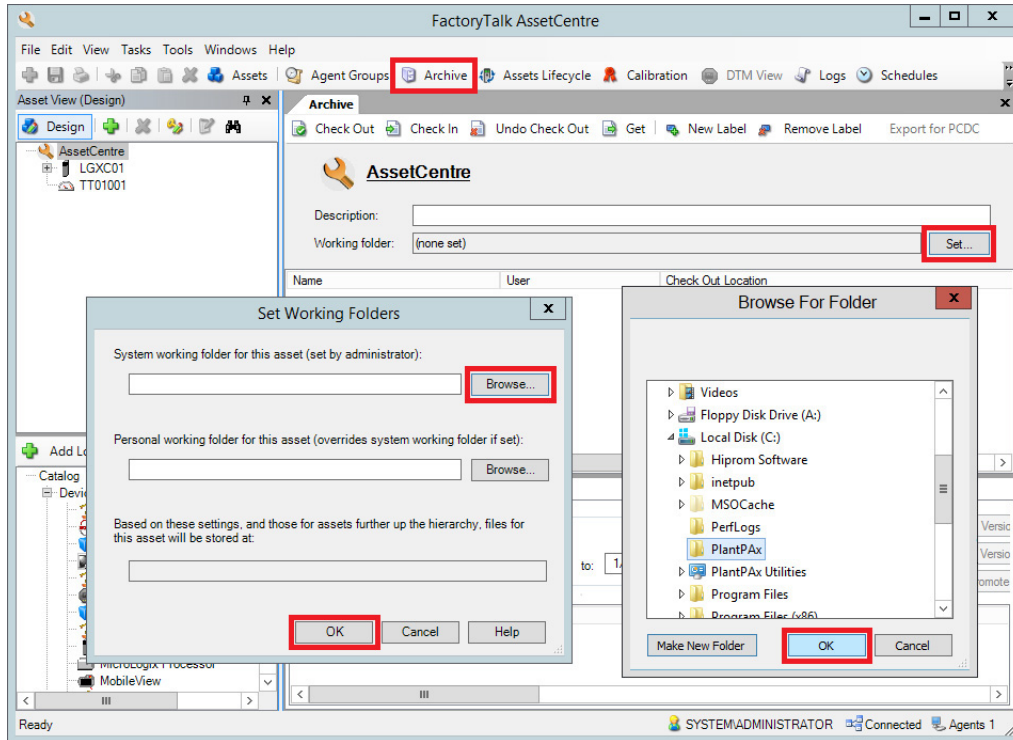 FactoryTalk AssetCentre
File Edit View Tasks Tools Windows Help
Assets Agent Groups Archive Assets Lifecycle Calibration DTM View Logs Schedules
Asset View (Design)
Design
AssetCentre
LGXC01
TT01001
Archive
Check Out Check In Undo Check Out Get New Label Remove Label Export for PCDC
AssetCentre
Description:
Working folder: (none set) Set...
Name User Check Out Location
Set Working Folders
System working folder for this asset (set by administrator):
Browse...
Personal working folder for this asset (overrides system working folder if set):
Browse...
Based on these settings, and those for assets further up the hierarchy, files for
this asset will be stored at:
OK Cancel Help
Browse For Folder
Videos
Floppy Disk Drive (A:)
Local Disk (C:)
Hiprom Software
inetpub
MSOCache
PerfLogs
PlantPAx
PlantPAx Utilities
Program Files
Program Files (x86)
Make New Folder OK Cancel
Add
Catalog
to:
MicroLogix Processor
MobileView
Ready SYSTEM\ADMINISTRATOR Connected Agents 1